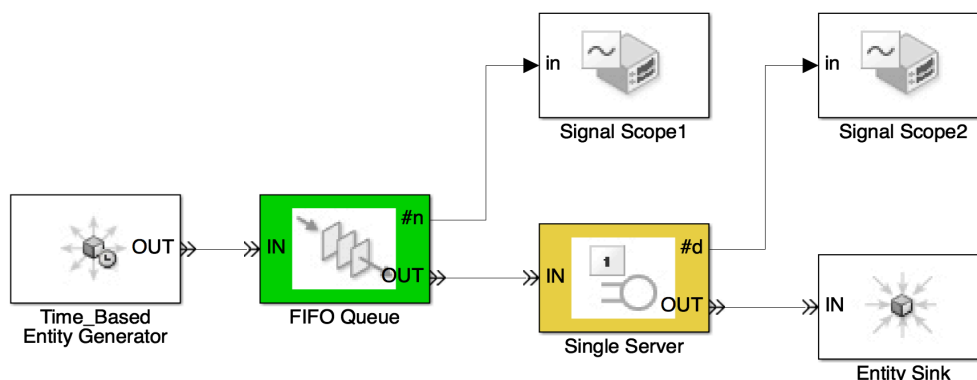 in
Signal Scope1
in
Signal Scope2
OUT
Time_Based
Entity Generator
IN
#n
OUT
FIFO Queue
IN
1
#d
OUT
Single Server
IN
Entity Sink